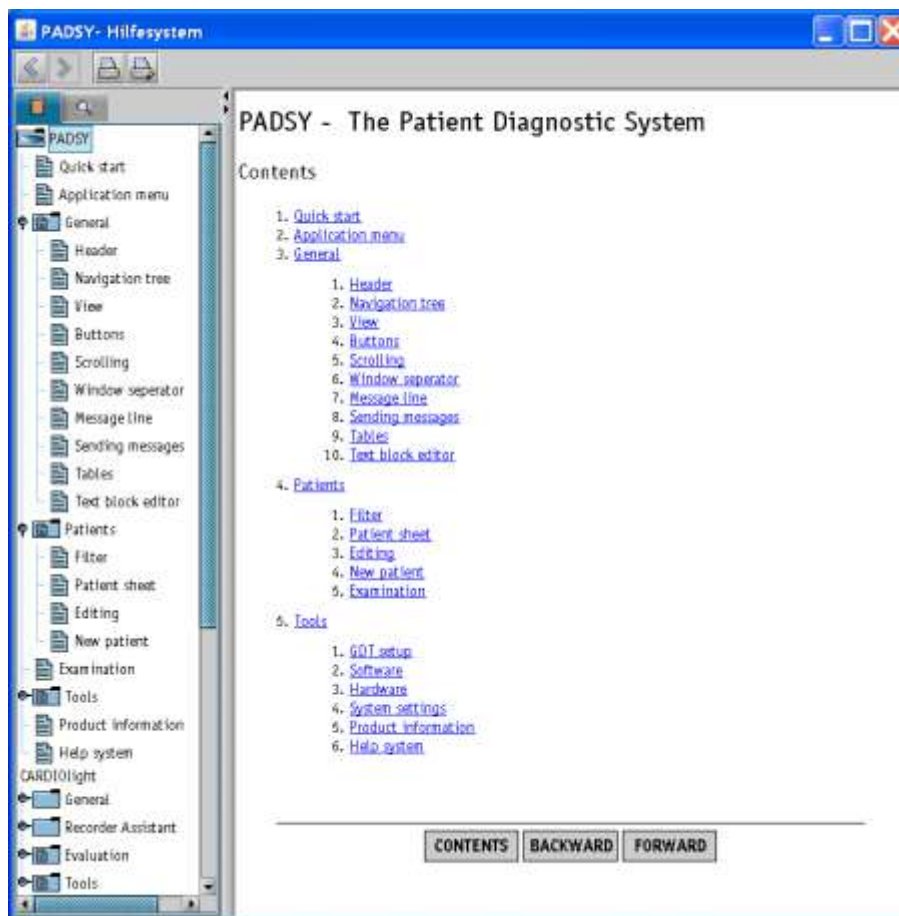 PADSY- Hilfesystem
PADSY
Quick start
Application menu
General
Header
Navigation tree
View
Buttons
Scrolling
Window seperator
Message line
Sending messages
Tables
Text block editor
Patients
Filter
Patient sheet
Editing
New patient
Examination
Tools
Product information
Help system
CARDIOlight
General
Recorder Assistant
Evaluation
Tools
PADSY - The Patient Diagnostic System
Contents
1. Quick start
2. Application menu
3. General
1. Header
2. Navigation tree
3. View
4. Buttons
5. Scrolling
6. Window seperator
7. Message line
8. Sending messages
9. Tables
10. Text block editor
4. Patients
1. Filter
2. Patient sheet
3. Editing
4. New patient
5. Examination
5. Tools
1. GDT setup
2. Software
3. Hardware
4. System settings
5. Product information
6. Help system
CONTENTS BACKWARD FORWARD